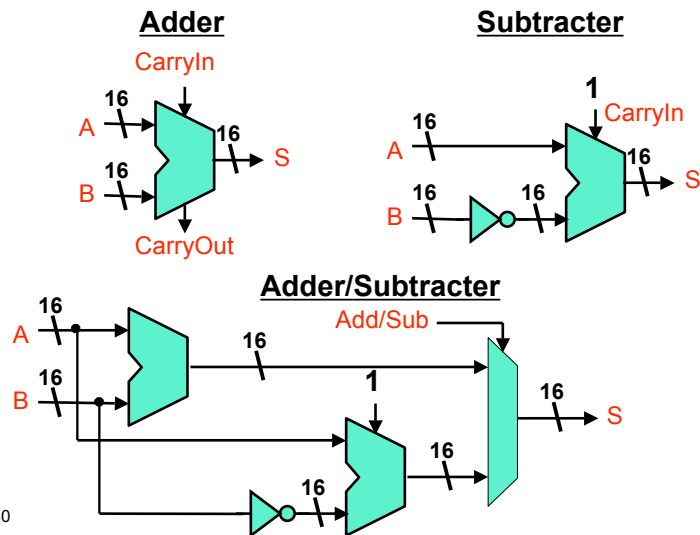 Adder
CarryIn
16
A
16
B
16
S
CarryOut
Subtracter
1
CarryIn
16
A
16
B
16
16
S
Adder/Subtracter
Add/Sub
16
A
16
B
16
1
16
16
16
S